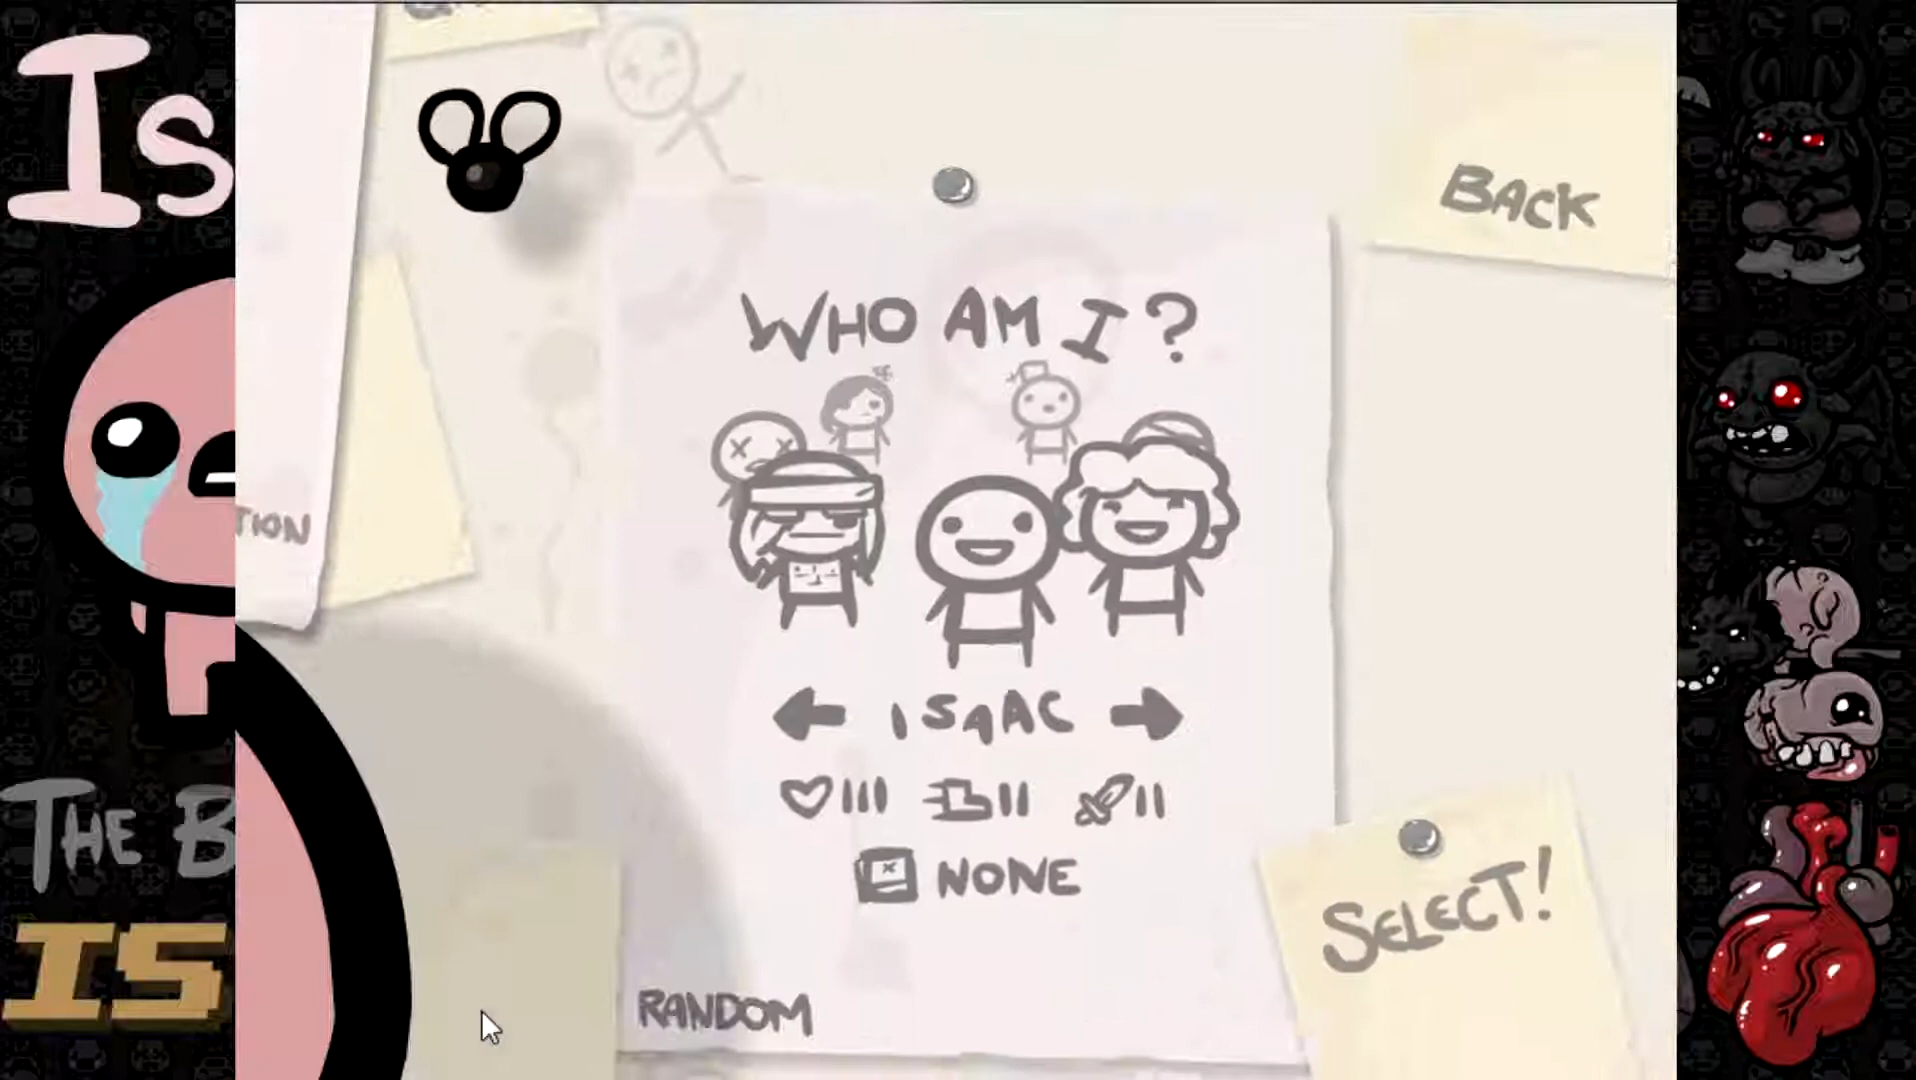 Is
BACK
WHO AM I?
TION
ISAAC
THE B
NONE
SELECT!
IS
RANDOM